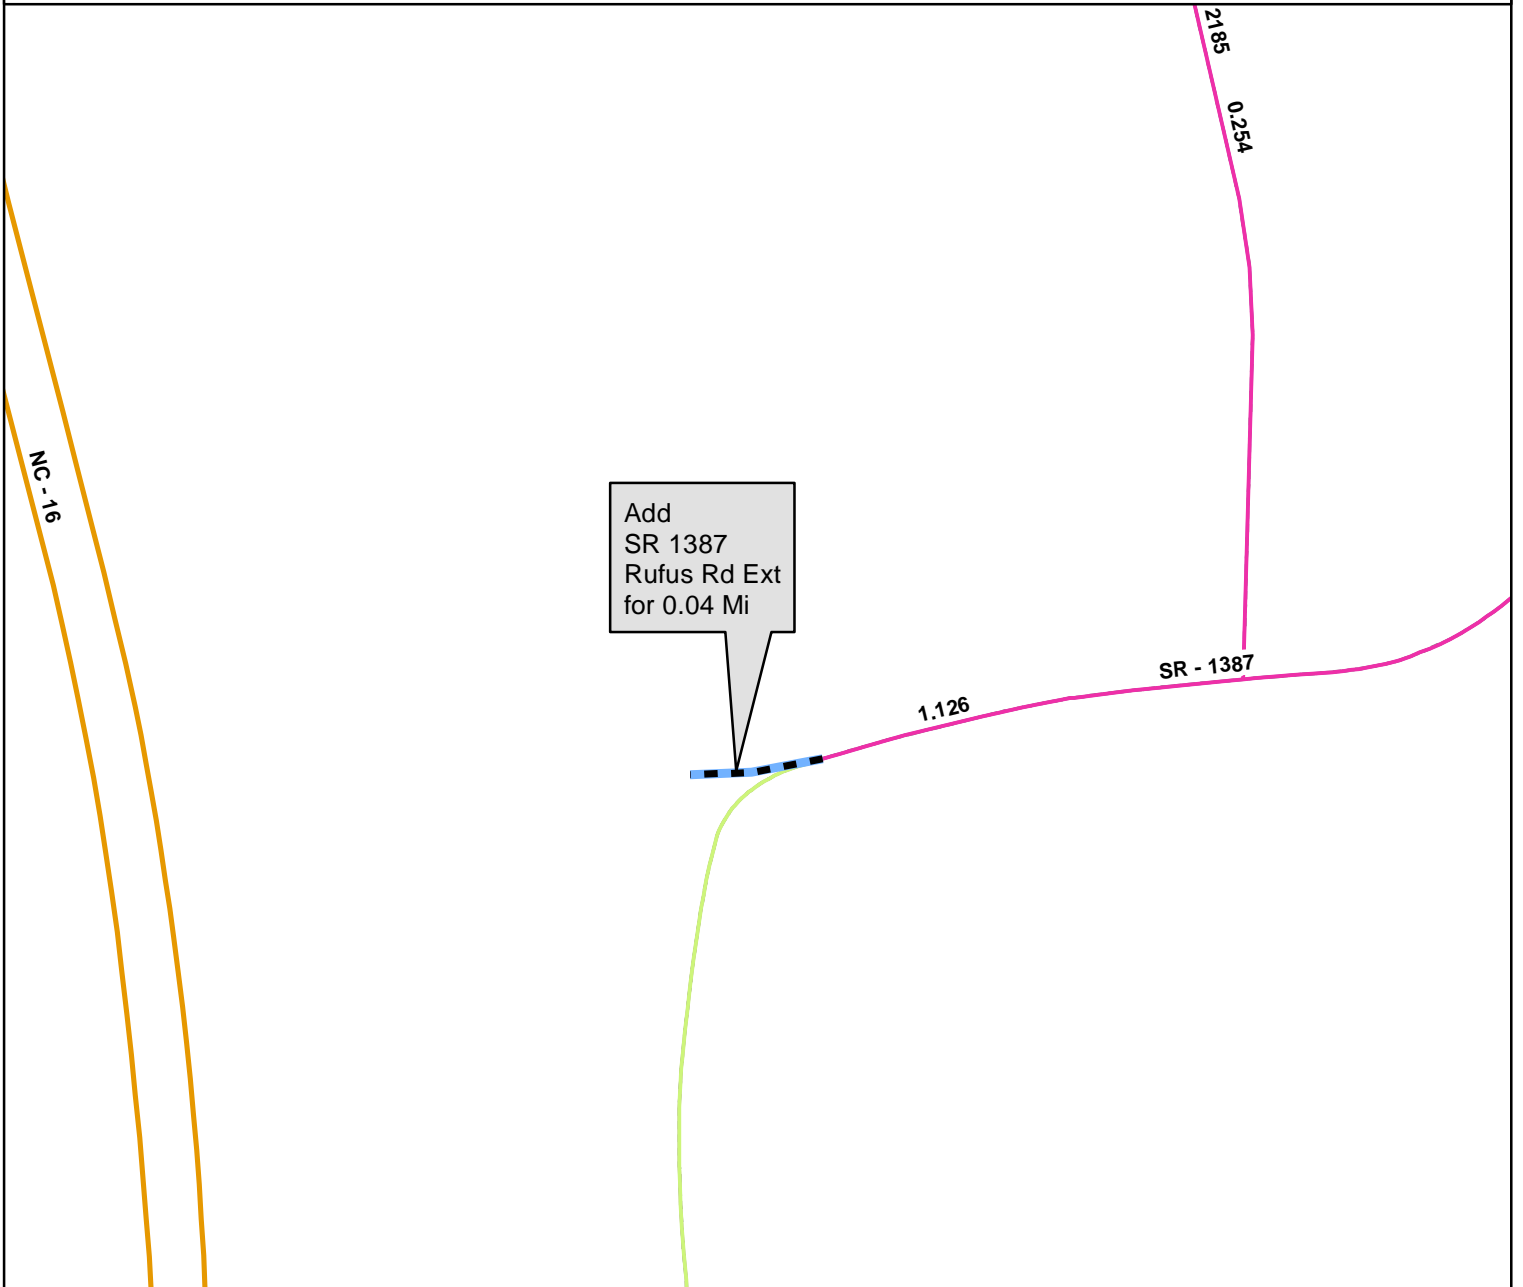 2185
0.254
NC - 16
Add
SR 1387
Rufus Rd Ext
for 0.04 Mi
SR - 1387
1.126